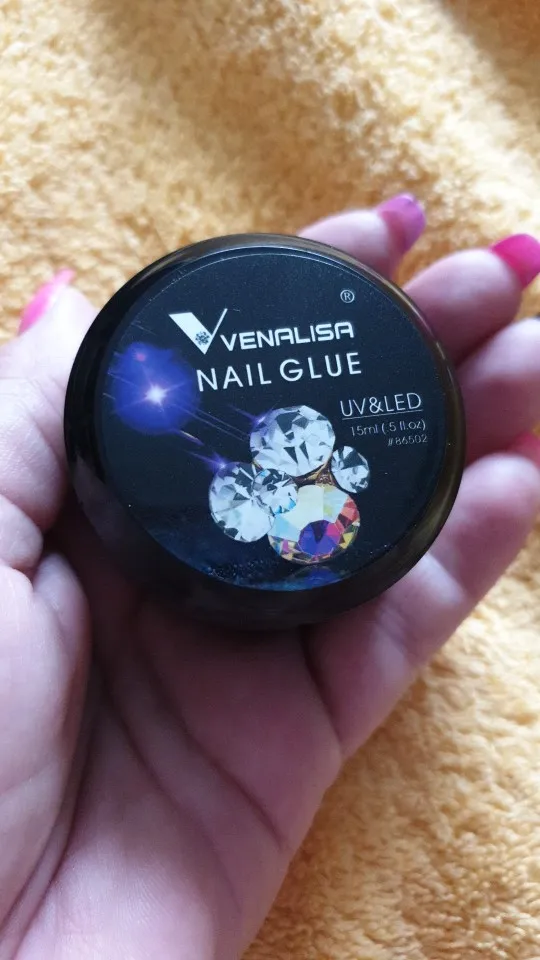 ®
VENALISA
NAIL GLUE
UV&LED
15ml (.5 fl.oz)
#86502